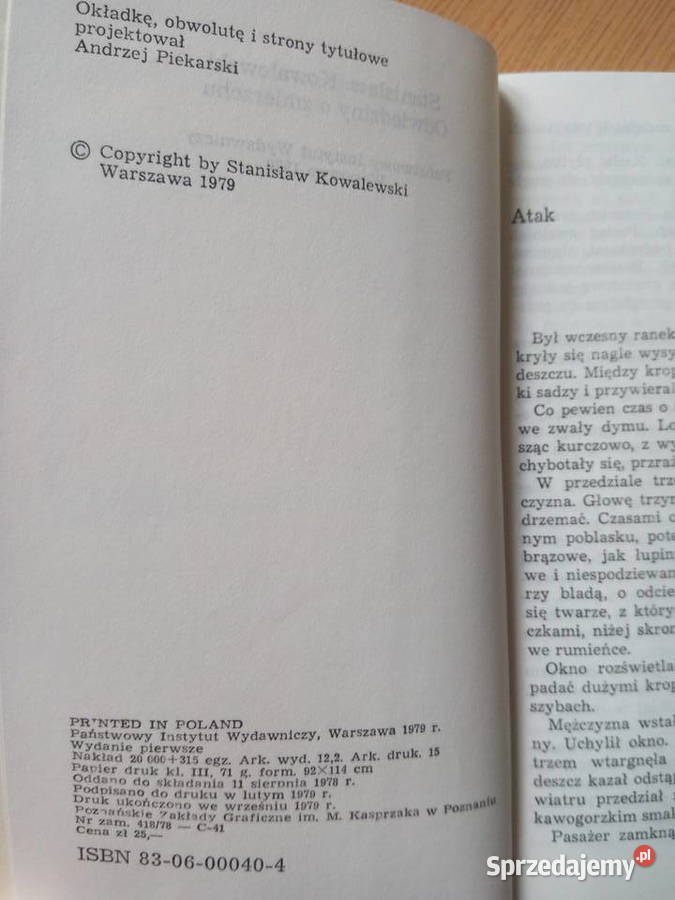 Okładkę, obwolutę i strony tytułowe
projektował
Andrzej Piekarski
© Copyright by Stanisław Kowalewski
Warszawa 1979
PRINTED IN POLAND
Państwowy Instytut Wydawniczy, Warszawa 1979 r.
Wydanie pierwsze
Nakład 20 000+315 egz. Ark. wyd. 12,2. Ark. druk. 15
Papier druk kl. III, 71 g. form. 92×114 cm
Oddano do składania 11 sierpnia 1978 r.
Podpisano do druku w lutym 1979 r.
Druk ukończono we wrześniu 1979 r.
Poznańskie Zakłady Graficzne im. M. Kasprzaka w Poznaniu
Nr zam. 418/78 — C-41
Cena zł 25,—
ISBN 83-06-00040-4
Atak
Był wczesny ranek
kryły się nagle wysy
deszczu. Między krop
ki sadzy i przywieral
Co pewien czas o
we zwały dymu. Lo
sząc kurczowo, z wy
chybotały się, przraż
W przedziale trz
czyzna. Głowę trzyn
drzemać. Czasami
nym poblasku, pote
brązowe, jak łupin
we i niespodziewan
rzy bladą, o odcie
się twarze, z który
czkami, niżej skron
we rumieńce.
Okno rozświetla
padać dużymi krop
szybach.
Mężczyzna wstał
ny. Uchylił okno.
trzem wtargnęła
deszcz kazał odstą
wiatru przedział
kawogorzkim smak
Pasażer zamkną
Sprzedajemy.pl